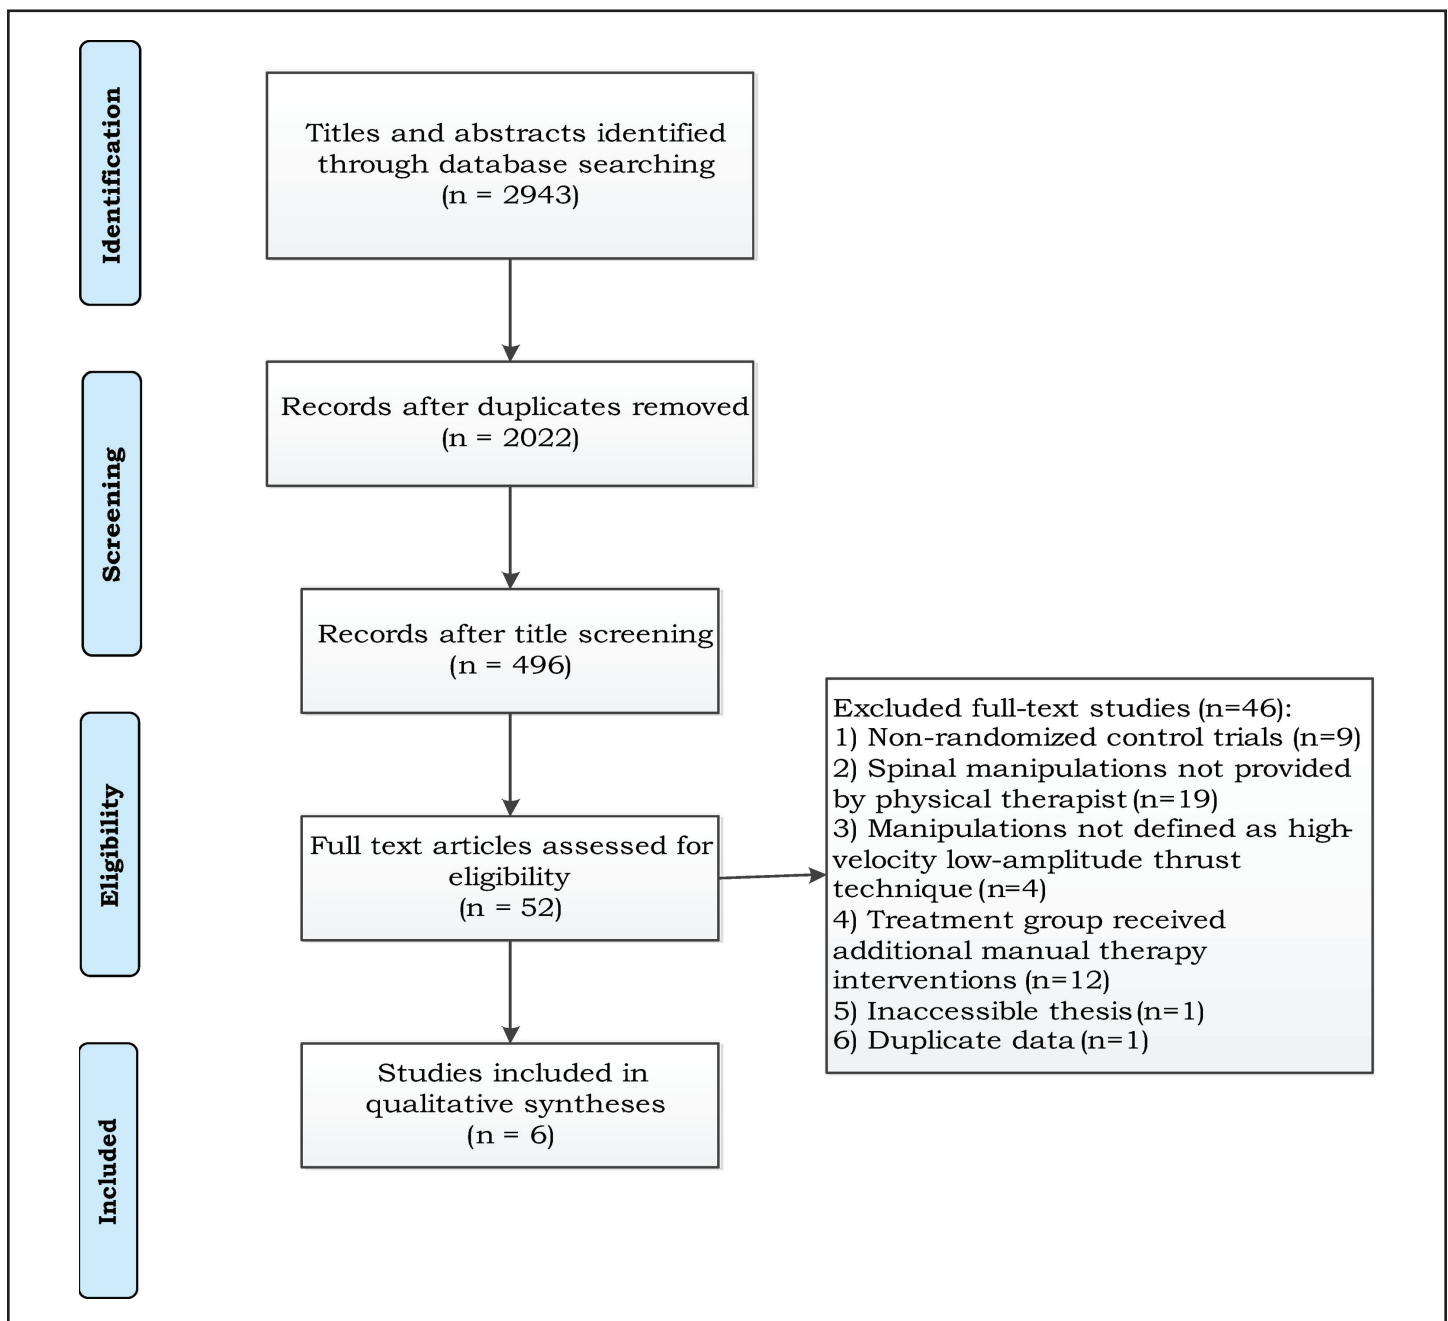 Identification
Titles and abstracts identified
through database searching
(n = 2943)
Screening
Records after duplicates removed
(n = 2022)
Records after title screening
(n = 496)
Eligibility
Full text articles assessed for
eligibility
(n = 52)
Excluded full-text studies (n=46):
1) Non-randomized control trials (n=9)
2) Spinal manipulations not provided
by physical therapist (n=19)
3) Manipulations not defined as high-
velocity low-amplitude thrust
technique (n=4)
4) Treatment group received
additional manual therapy
interventions (n=12)
5) Inaccessible thesis (n=1)
6) Duplicate data (n=1)
Included
Studies included in
qualitative syntheses
(n = 6)